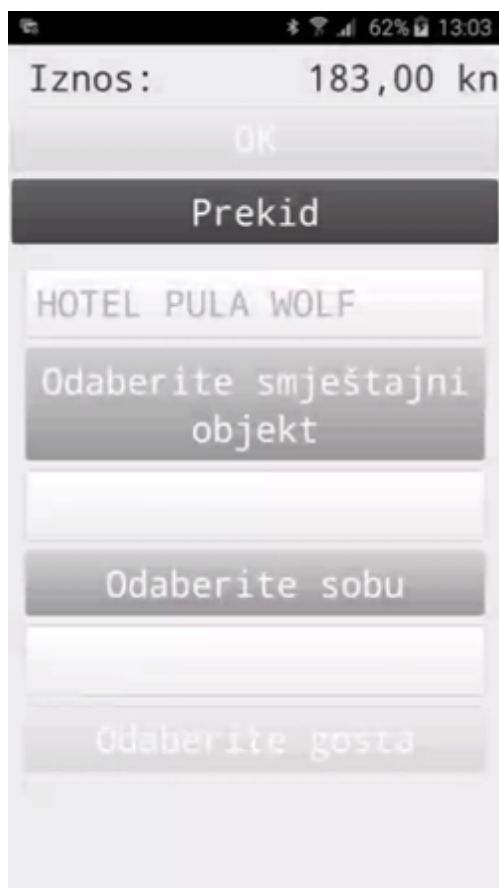 62% 13:03
Iznos: 183,00 kn
OK
Prekid
HOTEL PULA WOLF
Odaberite smještajni
objekt
Odaberite sobu
Odaberite gosta